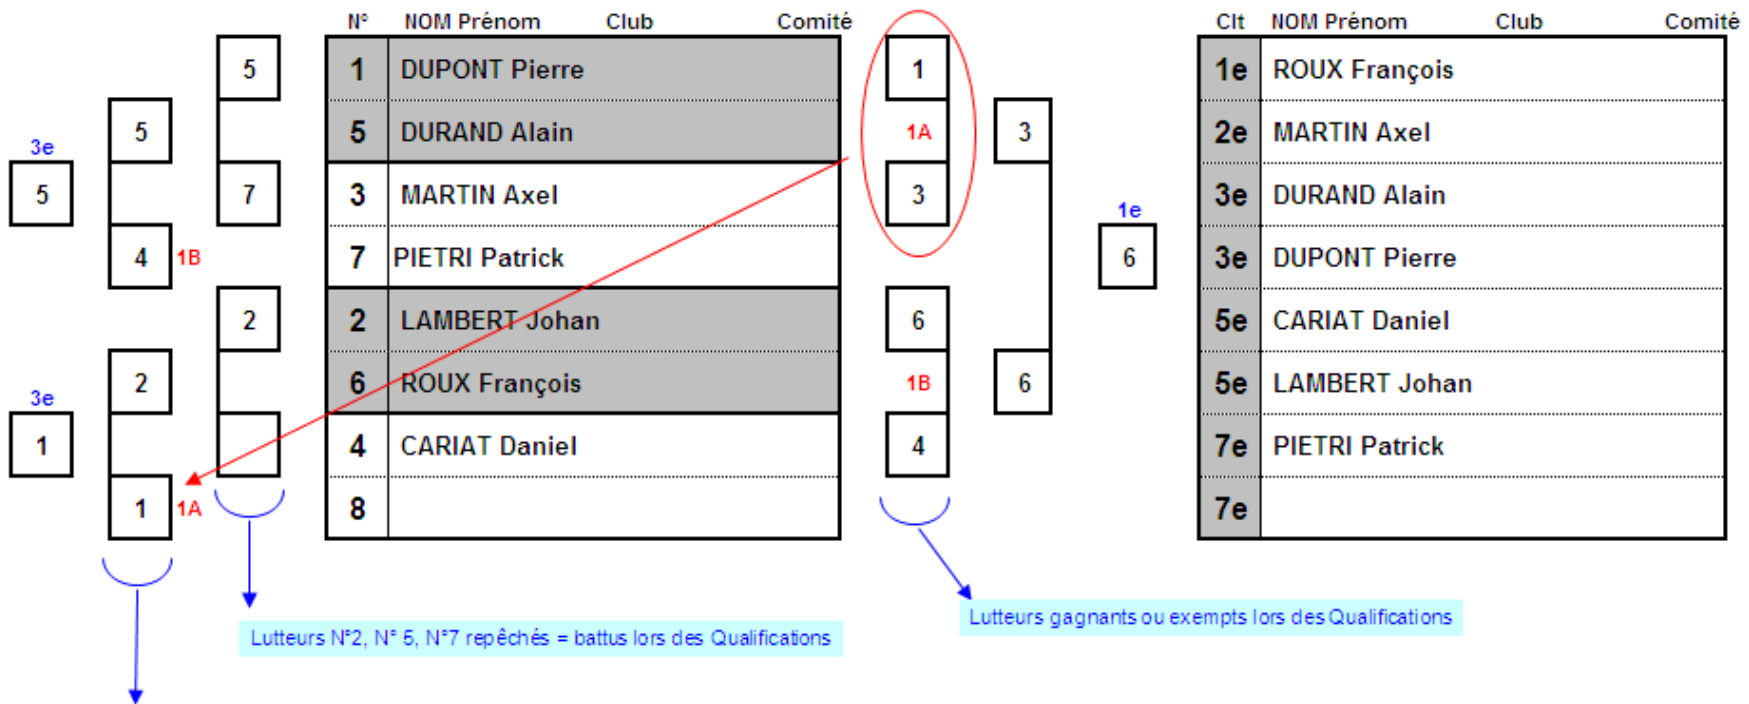 N° NOM Prénom Club Comité
Clt NOM Prénom Club Comité
5 1 DUPONT Pierre 1 1e ROUX François
5 5 DURAND Alain 1A 3 2e MARTIN Axel
3e
5 7 3 MARTIN Axel 3 3e DURAND Alain
1e
4 1B 7 PIETRI Patrick 6 3e DUPONT Pierre
2 2 LAMBERT Johan 6 5e CARIAT Daniel
2 6 ROUX François 1B 6 5e LAMBERT Johan
3e
1 4 CARIAT Daniel 4 7e PIETRI Patrick
1 1A 8 7e
Lutteurs N°2, N° 5, N°7 repêchés = battus lors des Qualifications
Lutteurs gagnants ou exempts lors des Qualifications